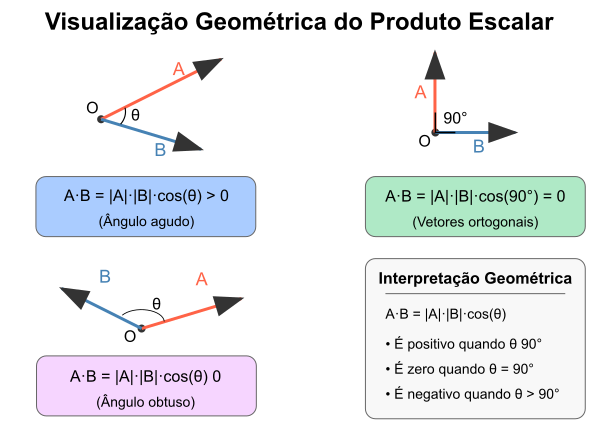 Visualização Geométrica do Produto Escalar
A
O
θ
B
A·B = |A|·|B|·cos(θ) > 0
(Ângulo agudo)
A
90°
O
B
A·B = |A|·|B|·cos(90°) = 0
(Vetores ortogonais)
B
A
θ
O
A·B = |A|·|B|·cos(θ) 0
(Ângulo obtuso)
Interpretação Geométrica
A·B = |A|·|B|·cos(θ)
• É positivo quando θ 90°
• É zero quando θ = 90°
• É negativo quando θ > 90°